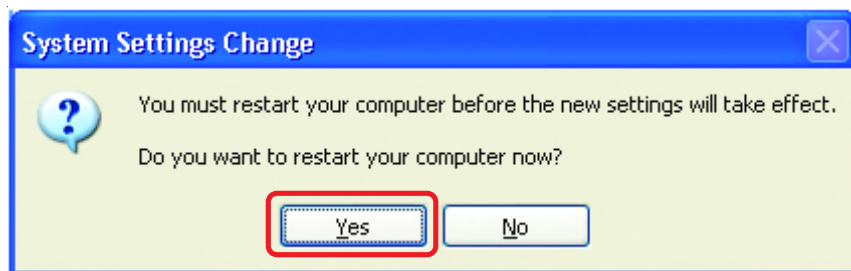 System Settings Change
You must restart your computer before the new settings will take effect.
Do you want to restart your computer now?
Yes No